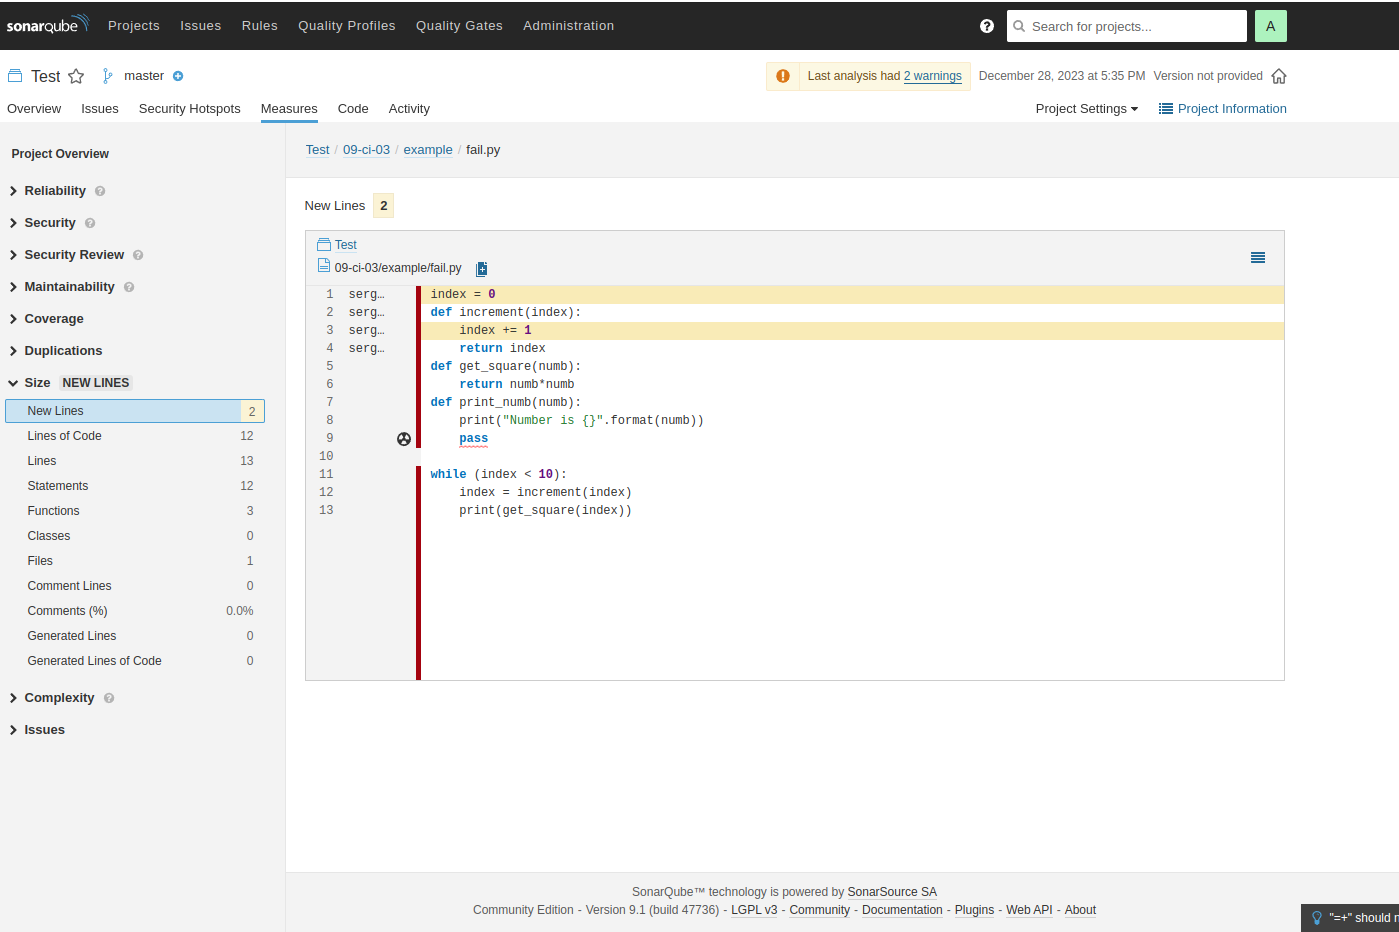 sonarqube Projects Issues Rules Quality Profiles Quality Gates Administration ? Search for projects... A
Test master Last analysis had 2 warnings December 28, 2023 at 5:35 PM Version not provided
Overview Issues Security Hotspots Measures Code Activity Project Settings Project Information
Project Overview
Reliability ?
Security ?
Security Review ?
Maintainability ?
Coverage
Duplications
Size NEW LINES
New Lines 2
Lines of Code 12
Lines 13
Statements 12
Functions 3
Classes 0
Files 1
Comment Lines 0
Comments (%) 0.0%
Generated Lines 0
Generated Lines of Code 0
Complexity ?
Issues
Test / 09-ci-03 / example / fail.py
New Lines 2
Test
09-ci-03/example/fail.py
1 serg… index = 0
2 serg… def increment(index):
3 serg… index += 1
4 serg… return index
5 def get_square(numb):
6 return numb*numb
7 def print_numb(numb):
8 print("Number is {}".format(numb))
9 pass
10
11 while (index < 10):
12 index = increment(index)
13 print(get_square(index))
SonarQube™ technology is powered by SonarSource SA
Community Edition - Version 9.1 (build 47736) - LGPL v3 - Community - Documentation - Plugins - Web API - About
"=+" should n